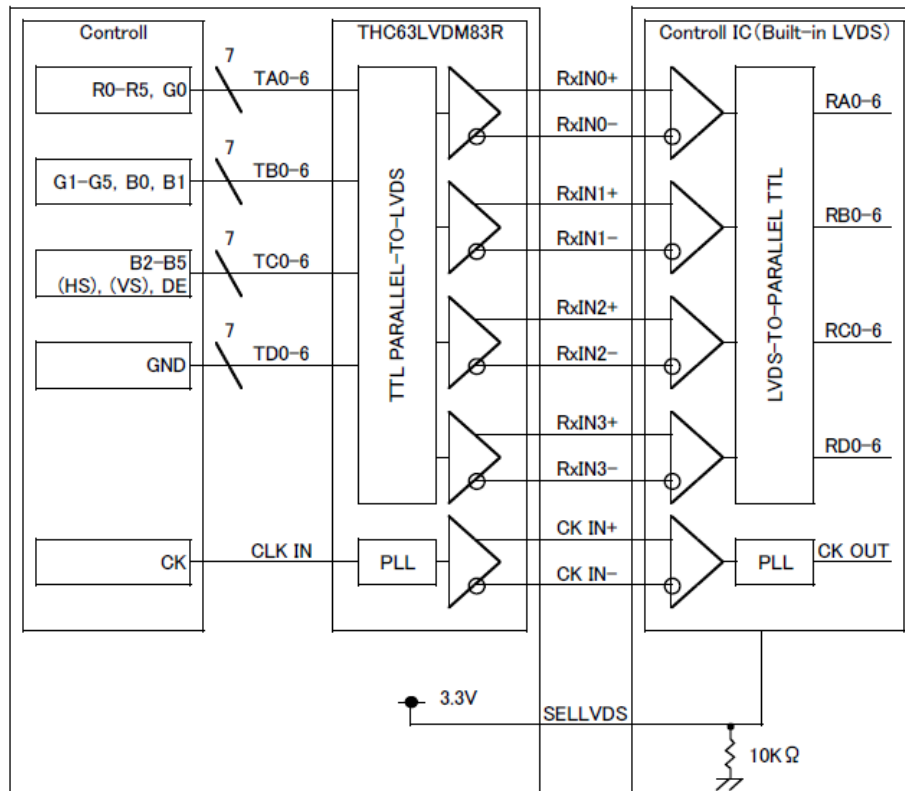 Controll
THC63LVDM83R
Controll IC(Built-in LVDS)
R0-R5, G0
7
TA0-6
RxIN0+
RxIN0-
RA0-6
G1-G5, B0, B1
7
TB0-6
RxIN1+
RxIN1-
RB0-6
B2-B5
(HS), (VS), DE
7
TC0-6
RxIN2+
RxIN2-
RC0-6
GND
7
TD0-6
RxIN3+
RxIN3-
RD0-6
TTL PARALLEL-TO-LVDS
LVDS-TO-PARALLEL TTL
CK
CLK IN
PLL
CK IN+
CK IN-
PLL
CK OUT
3.3V
SELLVDS
10KΩ